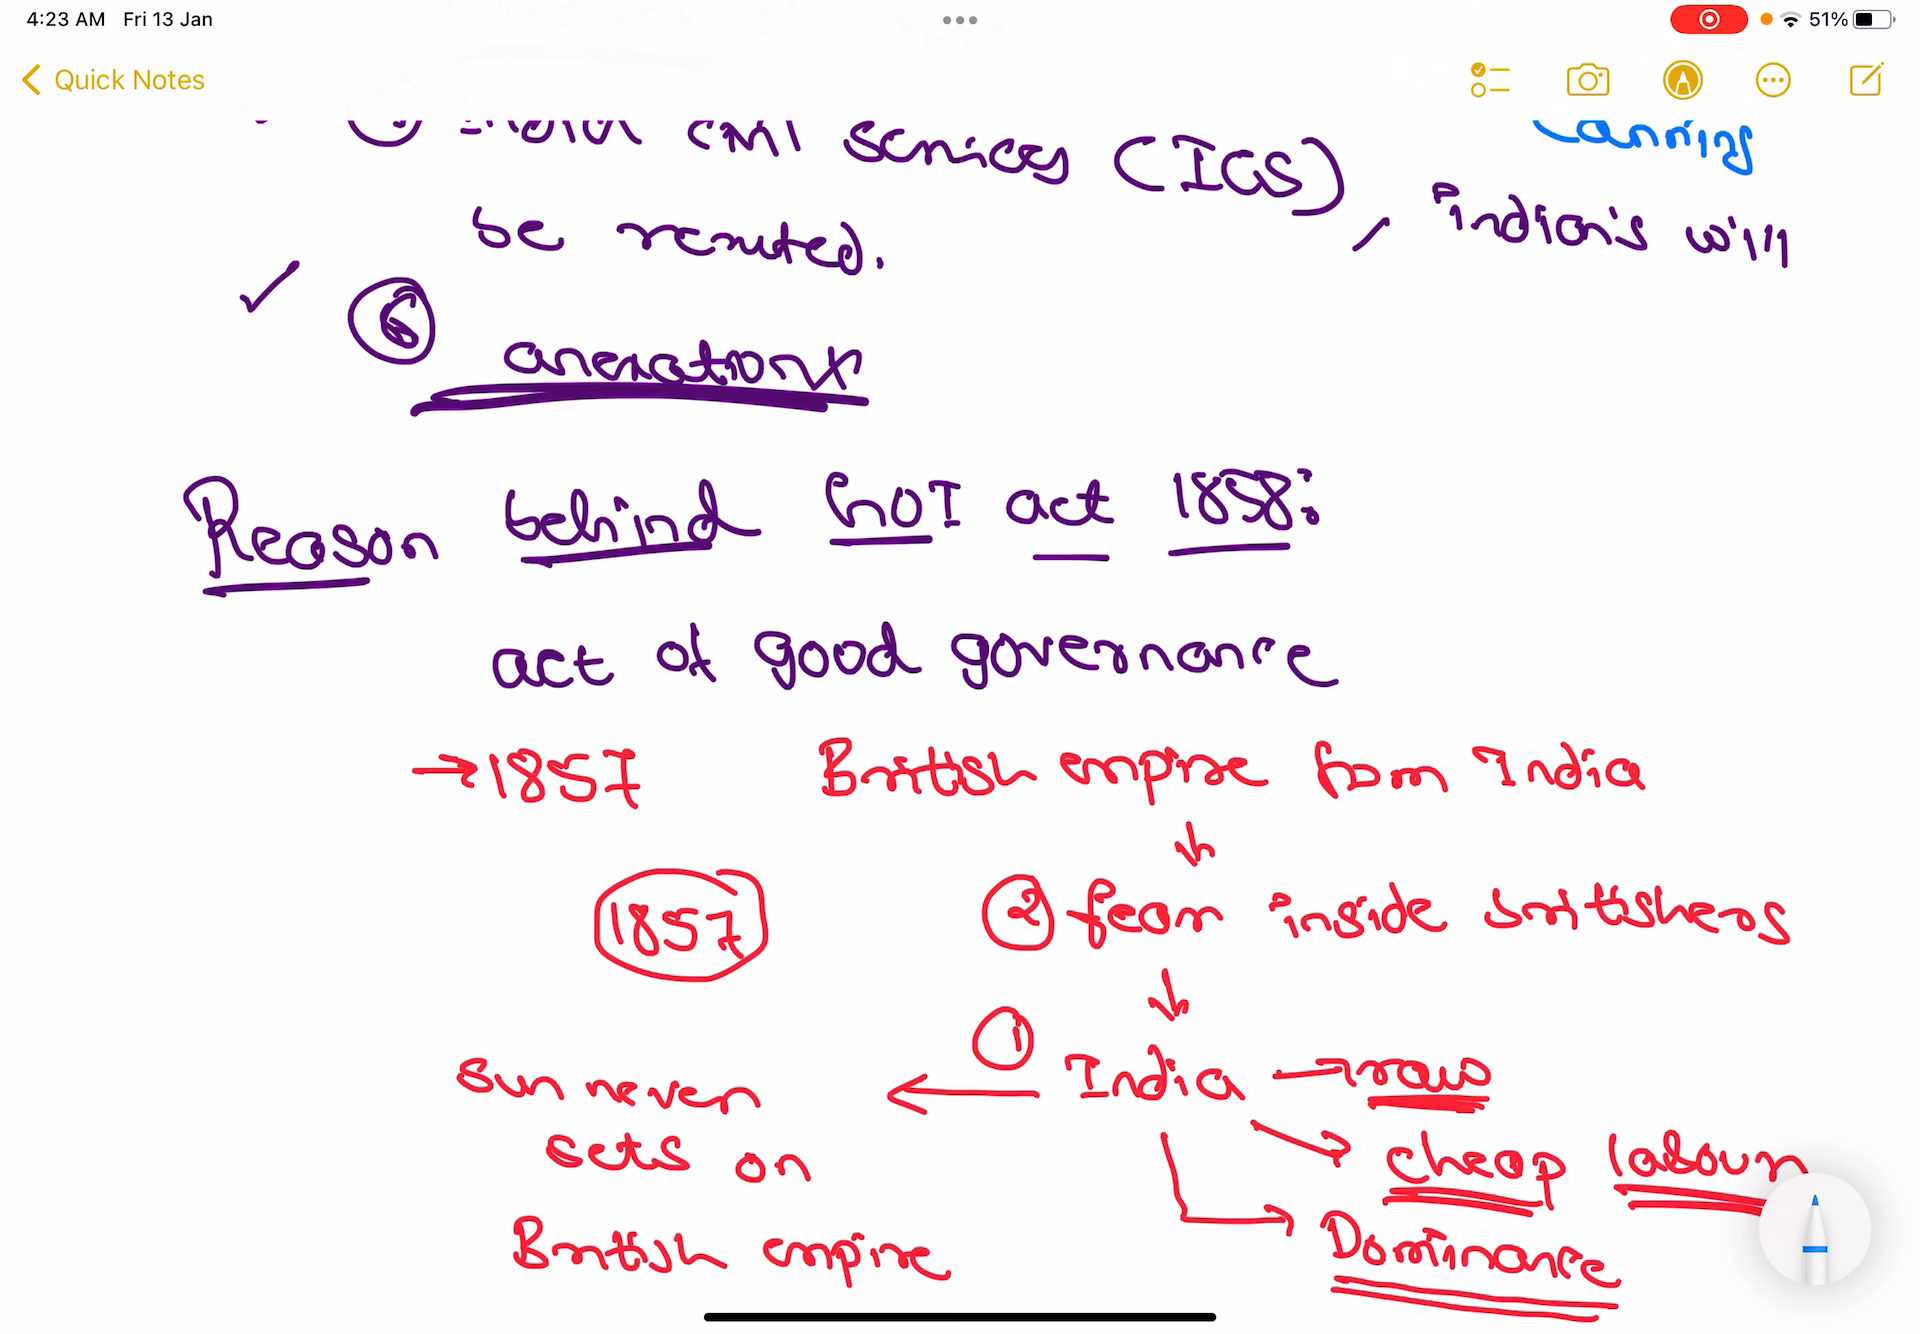 4:23 AM Fri 13 Jan
51%
Quick Notes
Canning
services (ICS), indian's will
be recruited.
✓ 6 anexation x
Reason behind GOI act 1858:
act of good governance
→ 1857 British empire from India
1857 2 fear inside britishers
1 India → raw
sun never
sets on
cheap labour
British empire
Dominance